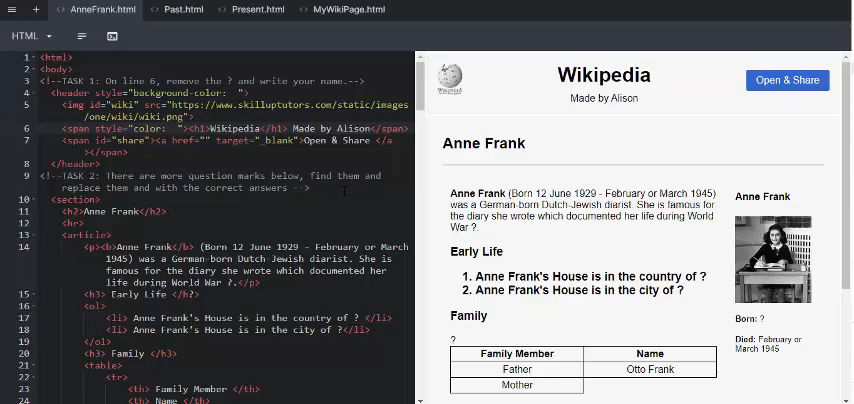 AnneFrank.html
Past.html
Present.html
MyWikiPage.html
HTML
1 <html>
2 <body>
3 <!--TASK 1: On line 6, remove the ? and write your name.-->
4 <header style="background-color:  ">
5 <img id="wiki" src="https://www.skilluptutors.com/static/images
/one/wiki/wiki.png">
6 <span style="color:  "><h1>Wikipedia</h1> Made by Alison</span>
7 <span id="share"><a href="" target="_blank">Open & Share </a
></span>
8 </header>
9 <!--TASK 2: There are more question marks below, find them and
replace them and with the correct answers -->
10 <section>
11 <h2>Anne Frank</h2>
12 <hr>
13 <article>
14 <p><b>Anne Frank</b> (Born 12 June 1929 - February or March
1945) was a German-born Dutch-Jewish diarist. She is
famous for the diary she wrote which documented her
life during World War ?.</p>
15 <h3> Early Life </h?>
16 <ol>
17 <li> Anne Frank's House is in the country of ? </li>
18 <li> Anne Frank's House is in the city of ?</li>
19 </ol>
20 <h3> Family </h3>
21 <table>
22 <tr>
23 <th> Family Member </th>
24 <th> Name </th>
Wikipedia
Made by Alison
Open & Share
Anne Frank
Anne Frank (Born 12 June 1929 - February or March 1945)
was a German-born Dutch-Jewish diarist. She is famous for
the diary she wrote which documented her life during World
War ?.
Early Life
1. Anne Frank's House is in the country of ?
2. Anne Frank's House is in the city of ?
Family
?
Family Member Name
Father Otto Frank
Mother
Anne Frank
Born: ?
Died: February or
March 1945